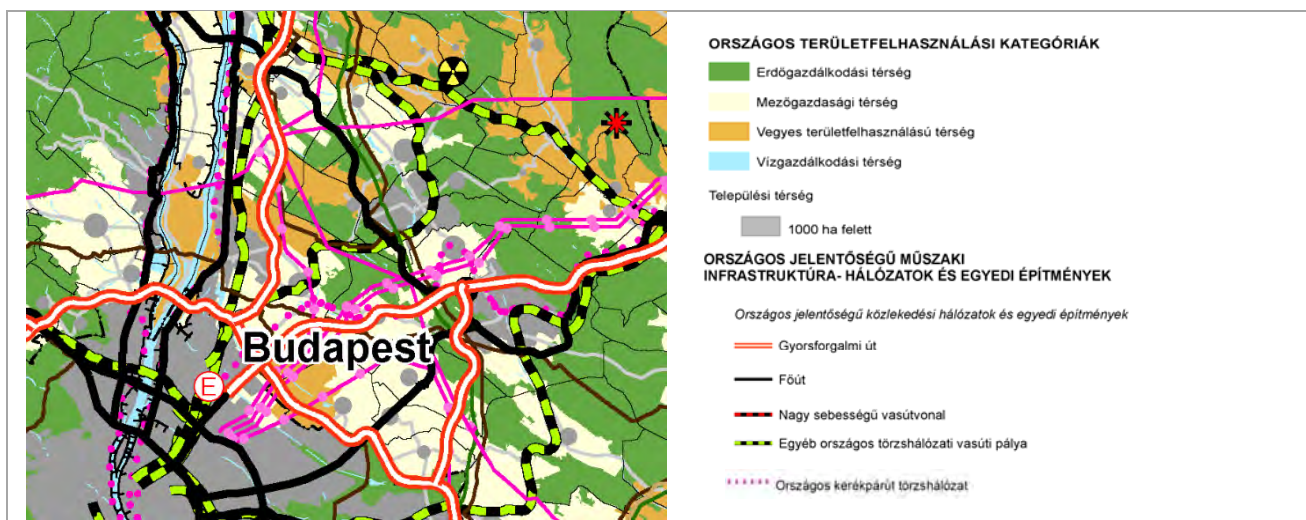 Budapest
E
ORSZÁGOS TERÜLETFELHASZNÁLÁSI KATEGÓRIÁK
Erdőgazdálkodási térség
Mezőgazdasági térség
Vegyes területfelhasználású térség
Vízgazdálkodási térség
Települési térség
1000 ha felett
ORSZÁGOS JELENTŐSÉGŰ MŰSZAKI
INFRASTRUKTÚRA- HÁLÓZATOK ÉS EGYEDI ÉPÍTMÉNYEK
Országos jelentőségű közlekedési hálózatok és egyedi építmények
Gyorsforgalmi út
Főút
Nagy sebességű vasútvonal
Egyéb országos törzshálózati vasúti pálya
Országos kerékpárút törzshálózat